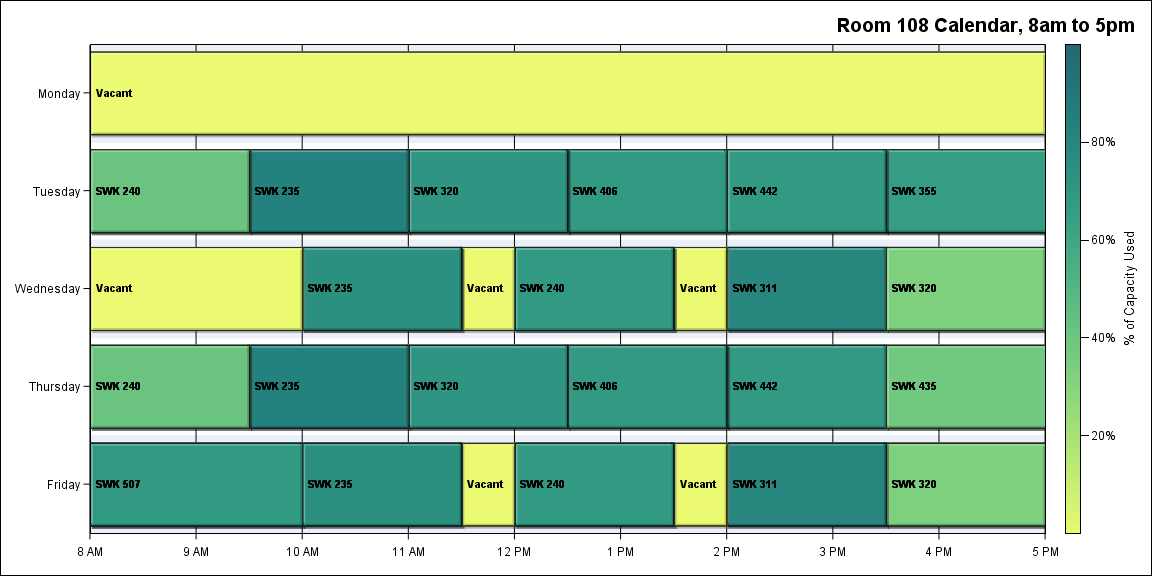 Room 108 Calendar, 8am to 5pm
Monday
Vacant
Tuesday
SWK 240
SWK 235
SWK 320
SWK 406
SWK 442
SWK 355
Wednesday
Vacant
SWK 235
Vacant
SWK 240
Vacant
SWK 311
SWK 320
Thursday
SWK 240
SWK 235
SWK 320
SWK 406
SWK 442
SWK 435
Friday
SWK 507
SWK 235
Vacant
SWK 240
Vacant
SWK 311
SWK 320
8 AM
9 AM
10 AM
11 AM
12 PM
1 PM
2 PM
3 PM
4 PM
5 PM
80%
60%
40%
20%
% of Capacity Used